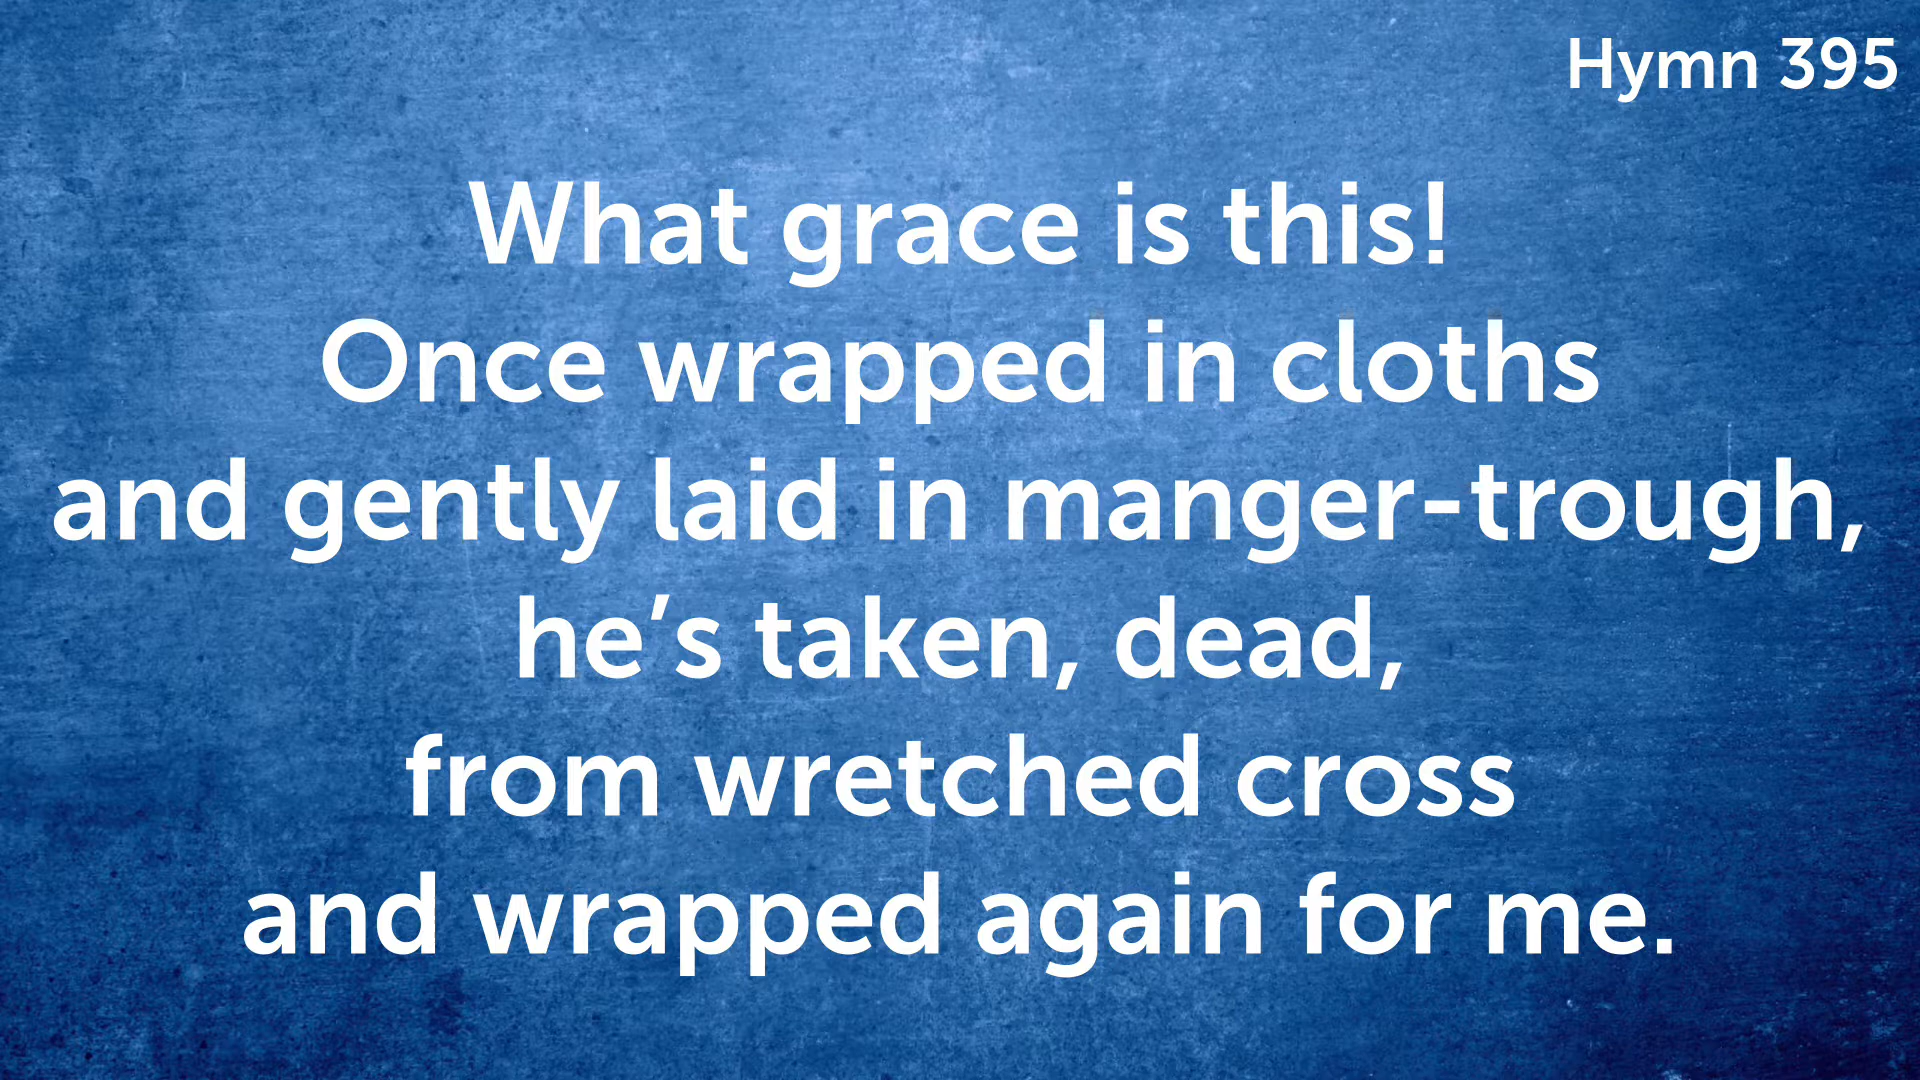 Hymn 395
What grace is this!
Once wrapped in cloths
and gently laid in manger-trough,
he’s taken, dead,
from wretched cross
and wrapped again for me.